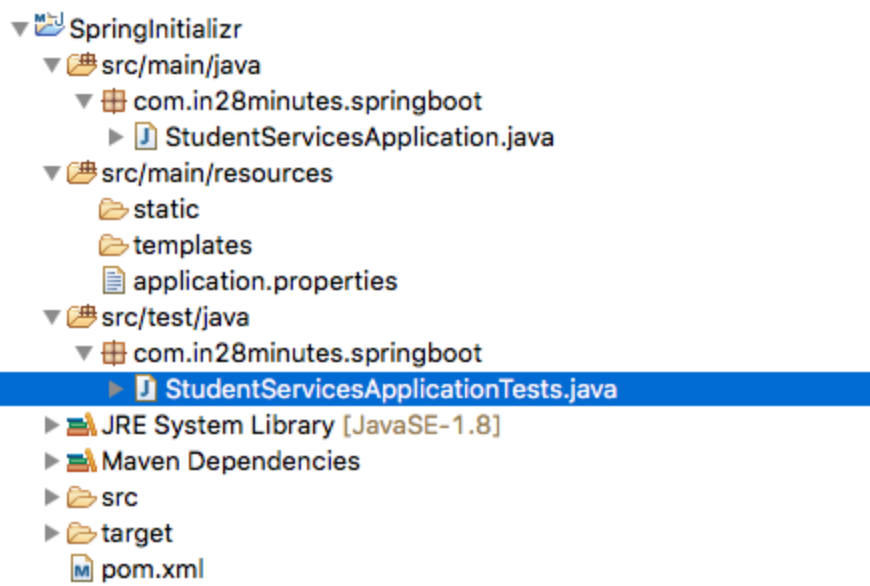 SpringInitializr
src/main/java
com.in28minutes.springboot
StudentServicesApplication.java
src/main/resources
static
templates
application.properties
src/test/java
com.in28minutes.springboot
StudentServicesApplicationTests.java
JRE System Library [JavaSE-1.8]
Maven Dependencies
src
target
pom.xml